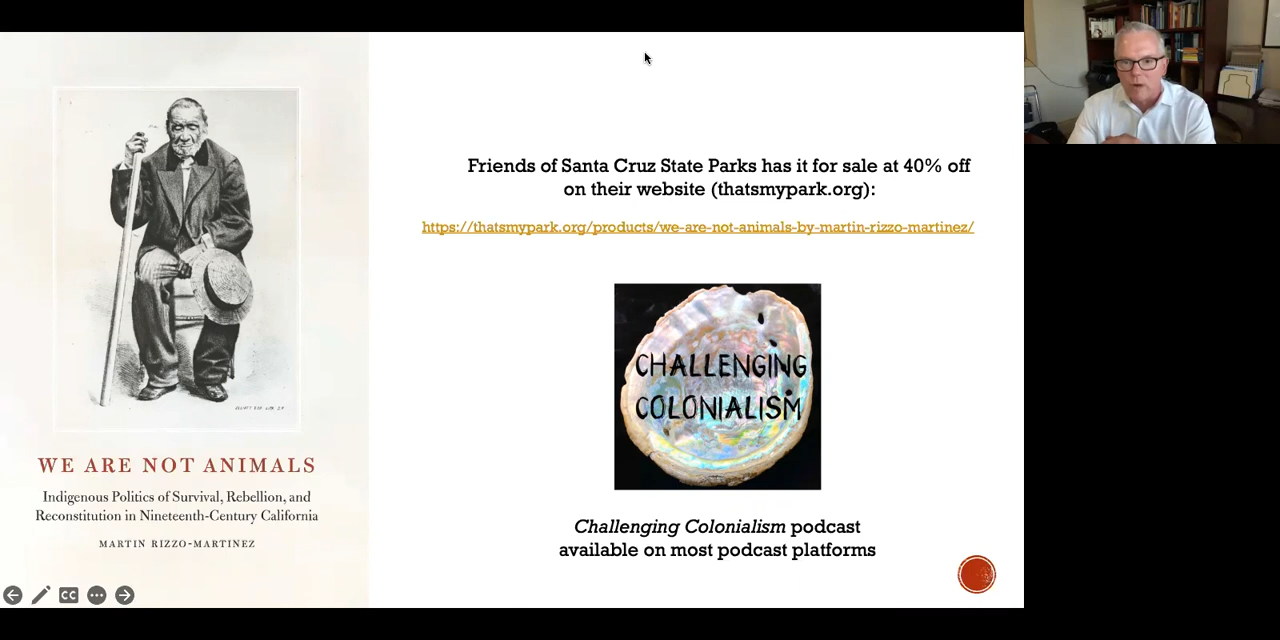 WE ARE NOT ANIMALS
Indigenous Politics of Survival, Rebellion, and
Reconstitution in Nineteenth-Century California
MARTIN RIZZO-MARTINEZ
Friends of Santa Cruz State Parks has it for sale at 40% off
on their website (thatsmypark.org):
https://thatsmypark.org/products/we-are-not-animals-by-martin-rizzo-martinez/
CHALLENGING
COLONIALISM
Challenging Colonialism podcast
available on most podcast platforms
CC